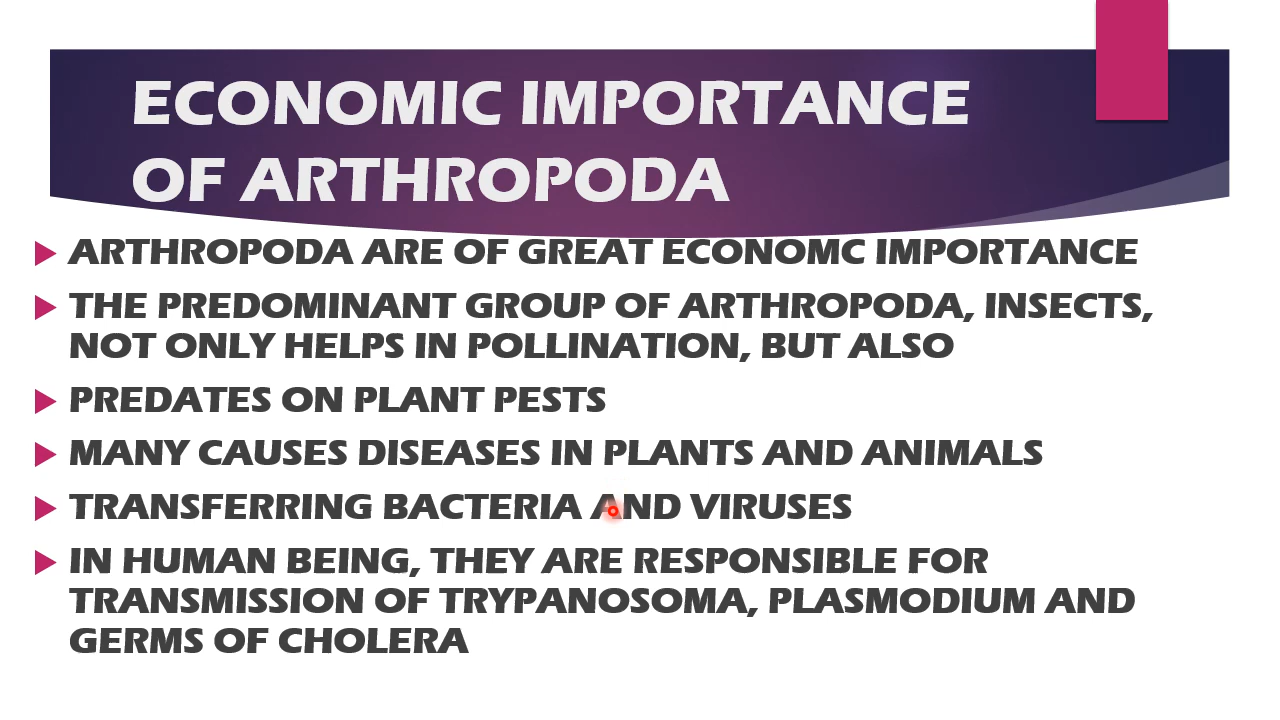 ECONOMIC IMPORTANCE
OF ARTHROPODA
ARTHROPODA ARE OF GREAT ECONOMC IMPORTANCE
THE PREDOMINANT GROUP OF ARTHROPODA, INSECTS,
NOT ONLY HELPS IN POLLINATION, BUT ALSO
PREDATES ON PLANT PESTS
MANY CAUSES DISEASES IN PLANTS AND ANIMALS
TRANSFERRING BACTERIA AND VIRUSES
IN HUMAN BEING, THEY ARE RESPONSIBLE FOR
TRANSMISSION OF TRYPANOSOMA, PLASMODIUM AND
GERMS OF CHOLERA